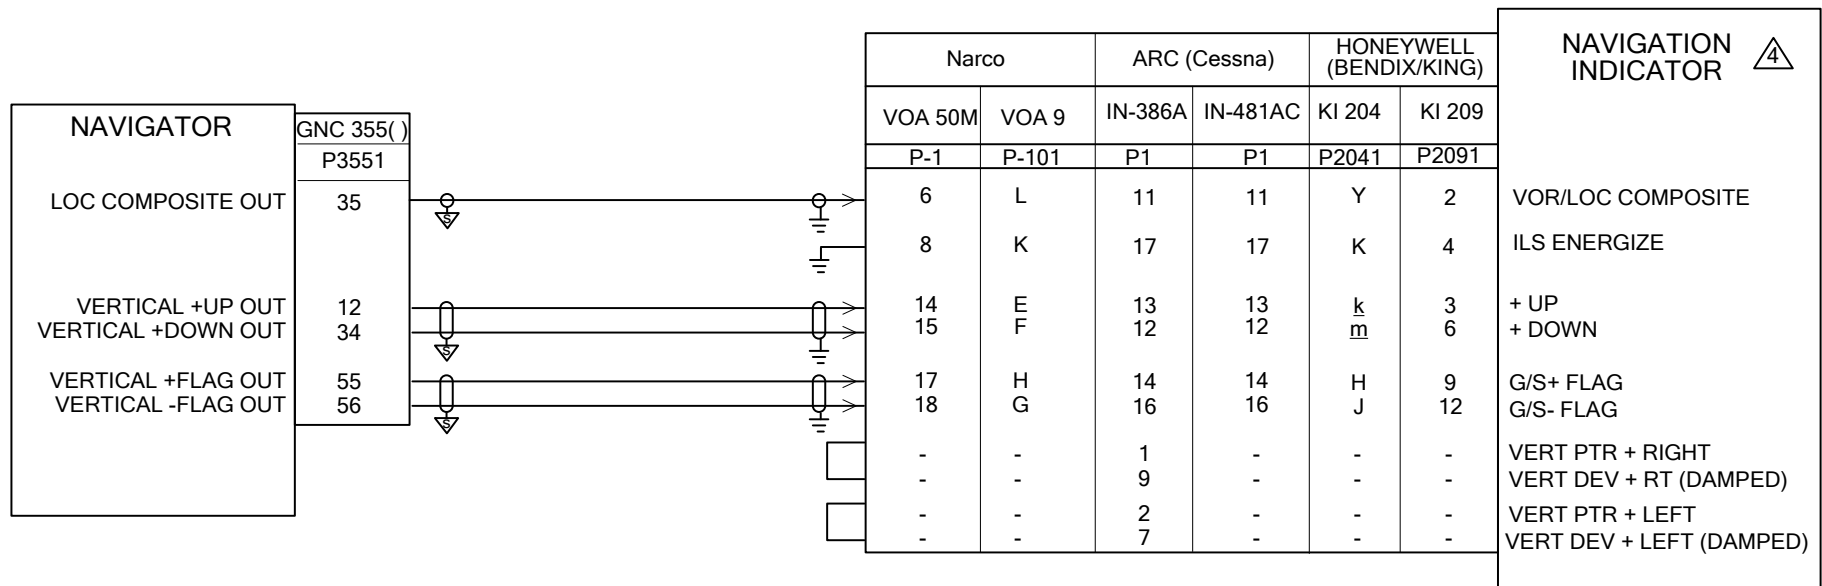 Narco ARC (Cessna) HONEYWELL NAVIGATION 4
(BENDIX/KING) INDICATOR
NAVIGATOR GNC 355( ) VOA 50M VOA 9 IN-386A IN-481AC KI 204 KI 209
P3551 P-1 P-101 P1 P1 P2041 P2091
LOC COMPOSITE OUT 35 S 6 L 11 11 Y 2 VOR/LOC COMPOSITE
8 K 17 17 K 4 ILS ENERGIZE
VERTICAL +UP OUT 12 14 E 13 13 k 3 + UP
VERTICAL +DOWN OUT 34 S 15 F 12 12 m 6 + DOWN
VERTICAL +FLAG OUT 55 17 H 14 14 H 9 G/S+ FLAG
VERTICAL -FLAG OUT 56 S 18 G 16 16 J 12 G/S- FLAG
- - 1 - - - VERT PTR + RIGHT
- - 9 - - - VERT DEV + RT (DAMPED)
- - 2 - - - VERT PTR + LEFT
- - 7 - - - VERT DEV + LEFT (DAMPED)